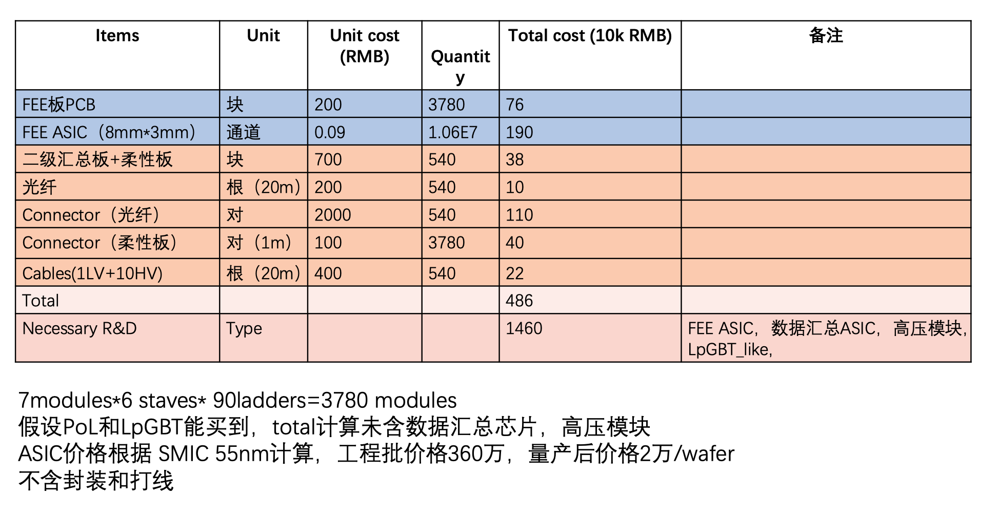 Items Unit Unit cost (RMB) Quantity Total cost (10k RMB) 备注
FEE板PCB 块 200 3780 76
FEE ASIC（8mm*3mm） 通道 0.09 1.06E7 190
二级汇总板+柔性板 块 700 540 38
光纤 根（20m） 200 540 10
Connector（光纤） 对 2000 540 110
Connector（柔性板） 对（1m） 100 3780 40
Cables(1LV+10HV) 根（20m） 400 540 22
Total 486
Necessary R&D Type 1460 FEE ASIC，数据汇总ASIC，高压模块,
LpGBT_like,
7modules*6 staves* 90ladders=3780 modules
假设PoL和LpGBT能买到，total计算未含数据汇总芯片，高压模块
ASIC价格根据 SMIC 55nm计算，工程批价格360万，量产后价格2万/wafer
不含封装和打线